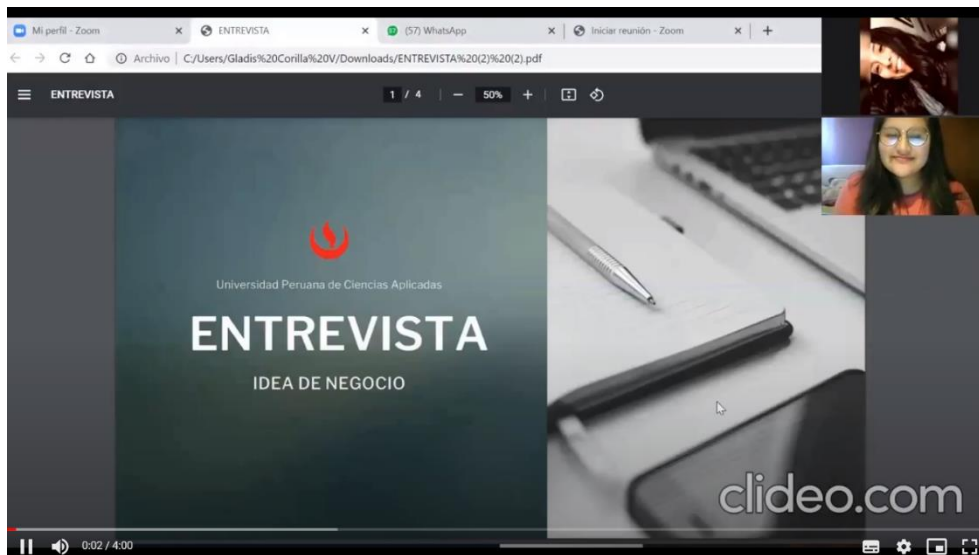 Mi perfil - Zoom
ENTREVISTA
(57) WhatsApp
Iniciar reunión - Zoom
Archivo | C:/Users/Gladis%20Corilla%20V/Downloads/ENTREVISTA%20(2)%20(2).pdf
ENTREVISTA
1 / 4
50%
Universidad Peruana de Ciencias Aplicadas
ENTREVISTA
IDEA DE NEGOCIO
clideo.com
0:02 / 4:00